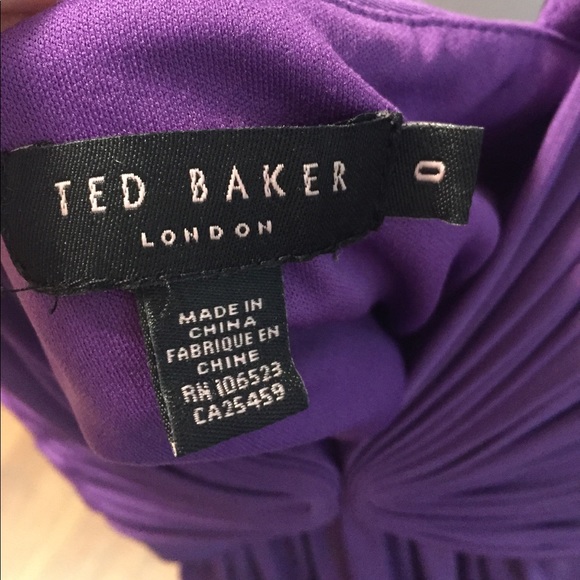 TED BAKER
LONDON
0
MADE IN
CHINA
FABRIQUE EN
CHINE
RN 106523
CA25459